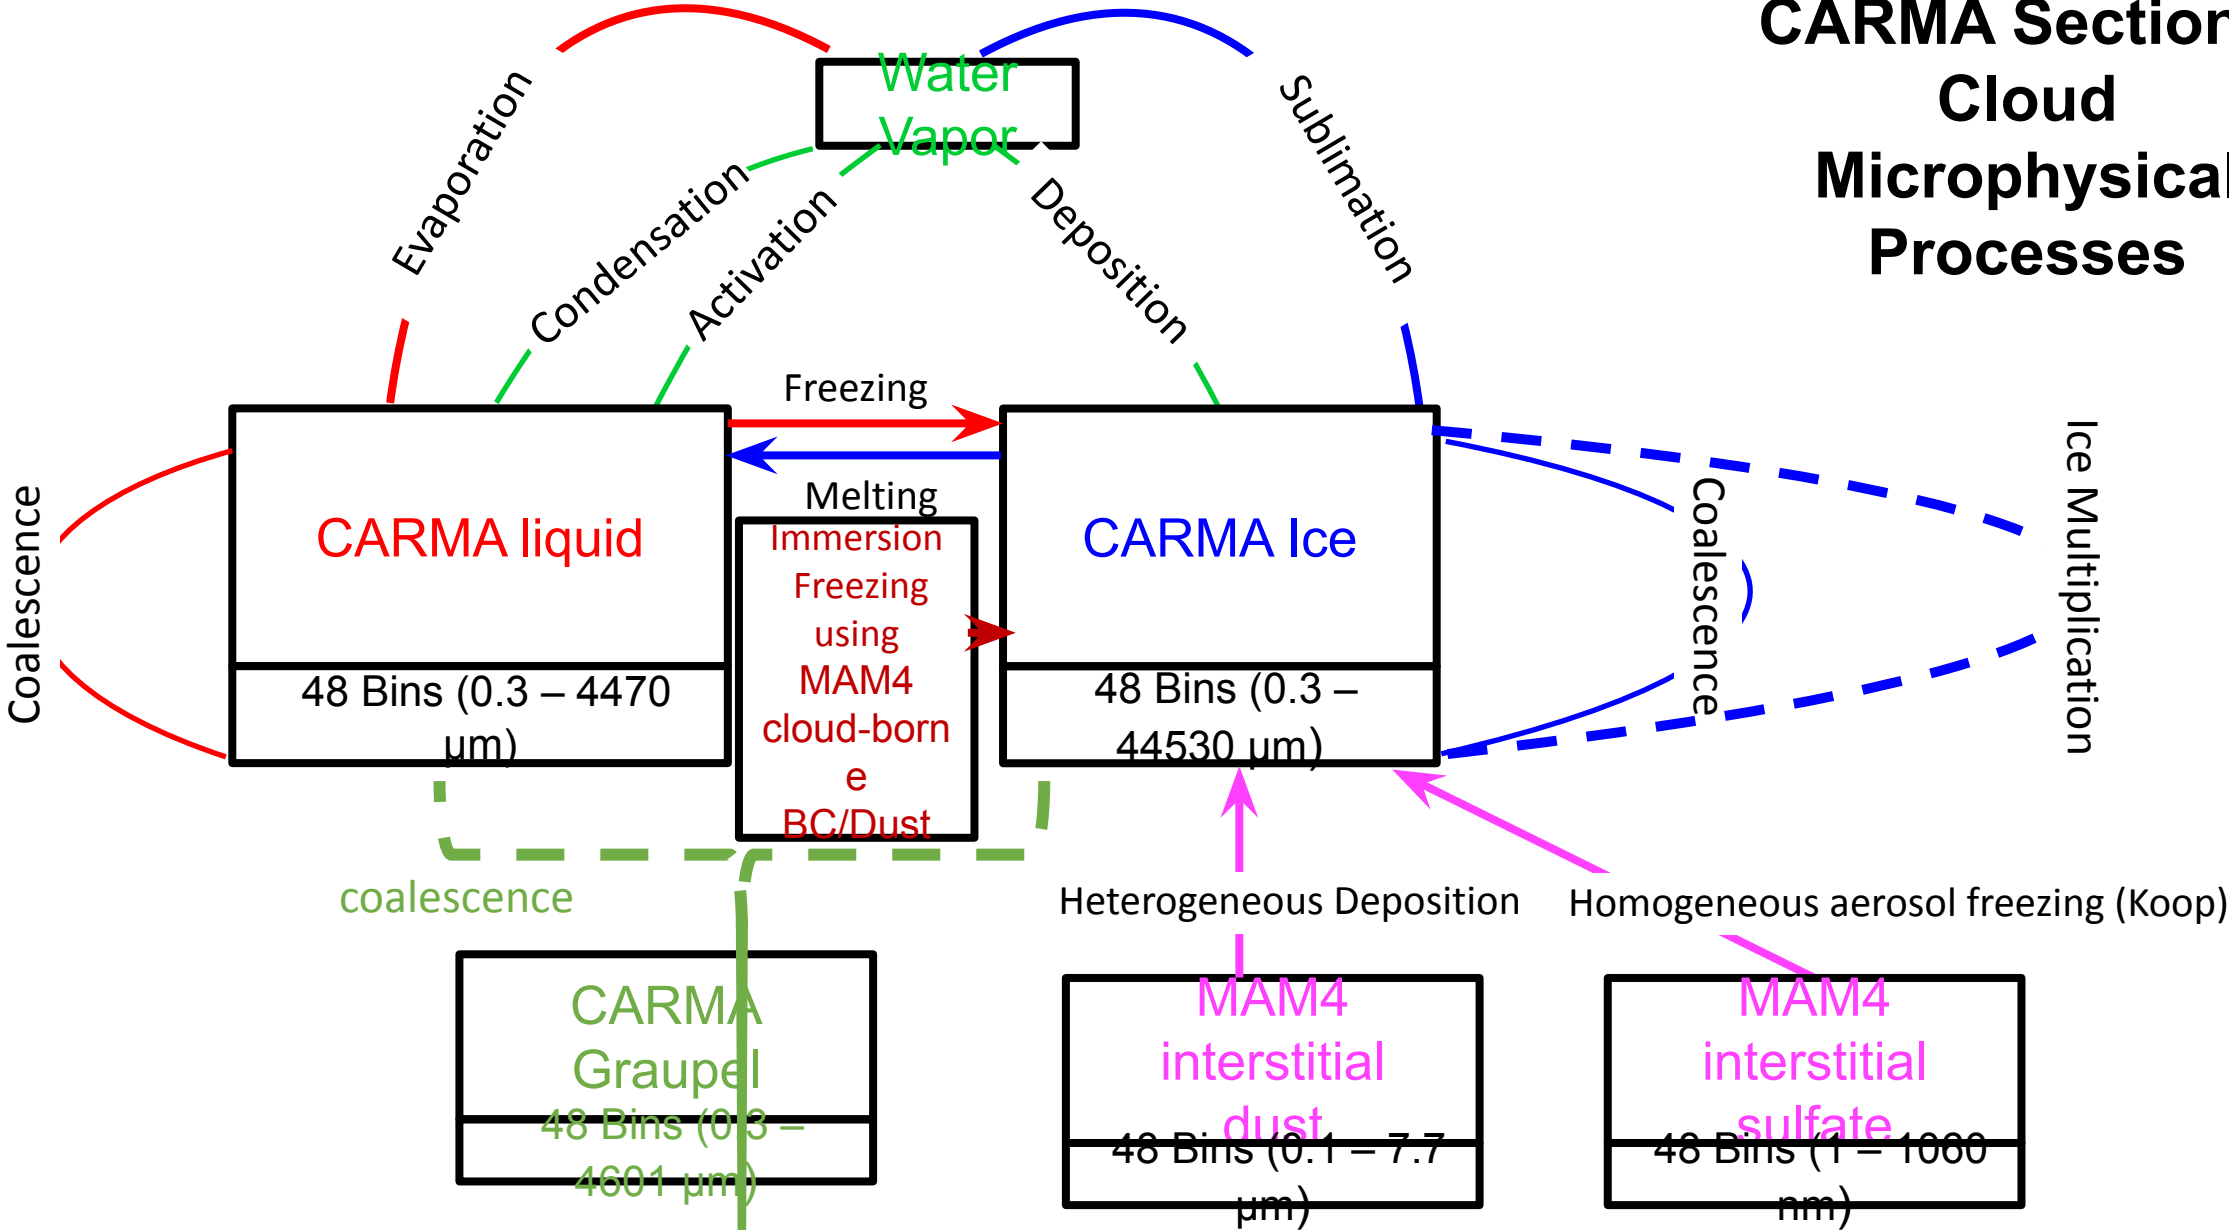 CARMA Section
Cloud
Microphysical
Processes
Water
Vapor
Evaporation
Condensation
Activation
Deposition
Sublimation
Freezing
Melting
Coalescence
CARMA liquid
48 Bins (0.3 – 4470
µm)
Immersion
Freezing
using
MAM4
cloud-born
e
BC/Dust
CARMA Ice
48 Bins (0.3 –
44530 µm)
Coalescence
Ice Multiplication
coalescence
Heterogeneous Deposition
Homogeneous aerosol freezing (Koop)
CARMA
Graupel
48 Bins (0.3 –
4601 µm)
MAM4
interstitial
dust
48 Bins (0.1 – 7.7
µm)
MAM4
interstitial
sulfate
48 Bins (1 – 1060
nm)